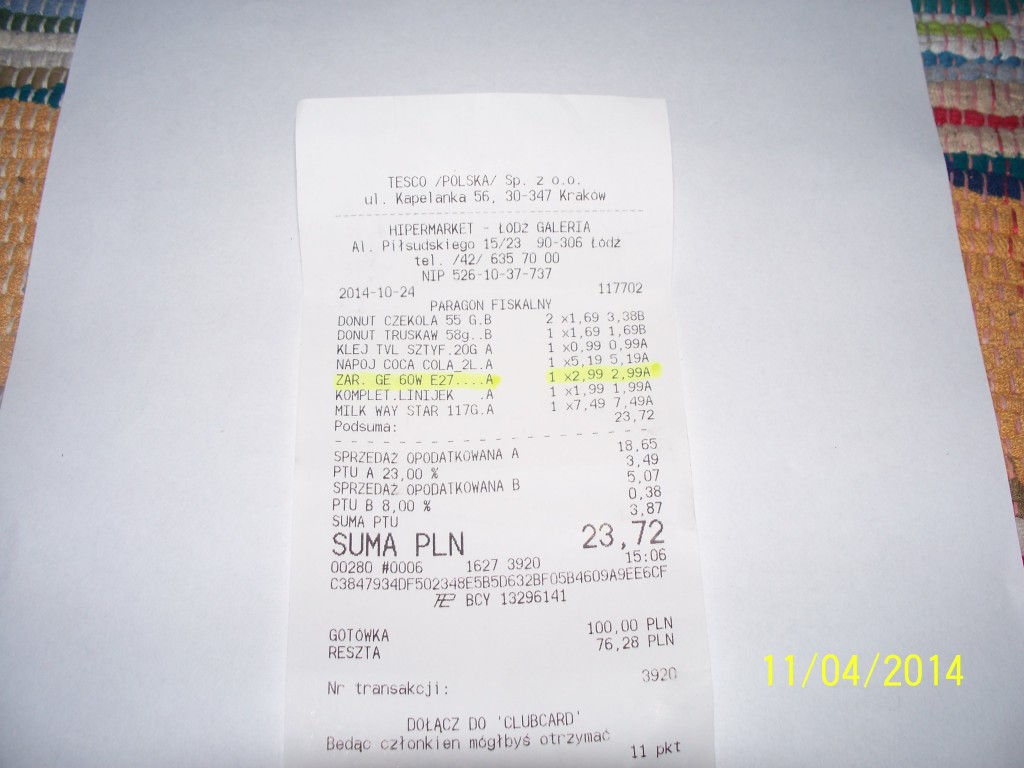 TESCO /POLSKA/ Sp. z o.o.
ul. Kapelanka 56, 30-347 Kraków
HIPERMARKET - ŁÓDŹ GALERIA
Al. Piłsudskiego 15/23 90-306 Łódź
tel. /42/ 635 70 00
NIP 526-10-37-737
2014-10-24 117702
PARAGON FISKALNY
DONUT CZEKOLA 55 G.B 2 x1,69 3,38B
DONUT TRUSKAW 58g..B 1 x1,69 1,69B
KLEJ TVL SZTYF.20G A 1 x0,99 0,99A
NAPOJ COCA COLA_2L.A 1 x5,19 5,19A
ZAR. GE 60W E27....A 1 x2,99 2,99A
KOMPLET.LINIJEK .A 1 x1,99 1,99A
MILK WAY STAR 117G.A 1 x7,49 7,49A
Podsuma: 23,72
SPRZEDAŻ OPODATKOWANA A 18,65
PTU A 23,00 % 3,49
SPRZEDAŻ OPODATKOWANA B 5,07
PTU B 8,00 % 0,38
SUMA PTU 3,87
SUMA PLN 23,72
00280 #0006 1627 3920 15:06
C3847934DF502348E5B5D632BF05B4609A9EE6CF
BCY 13296141
GOTÓWKA 100,00 PLN
RESZTA 76,28 PLN
Nr transakcji: 3920
DOŁĄCZ DO 'CLUBCARD'
Bedąc członkien mógłbyś otrzymać
11 pkt
11/04/2014